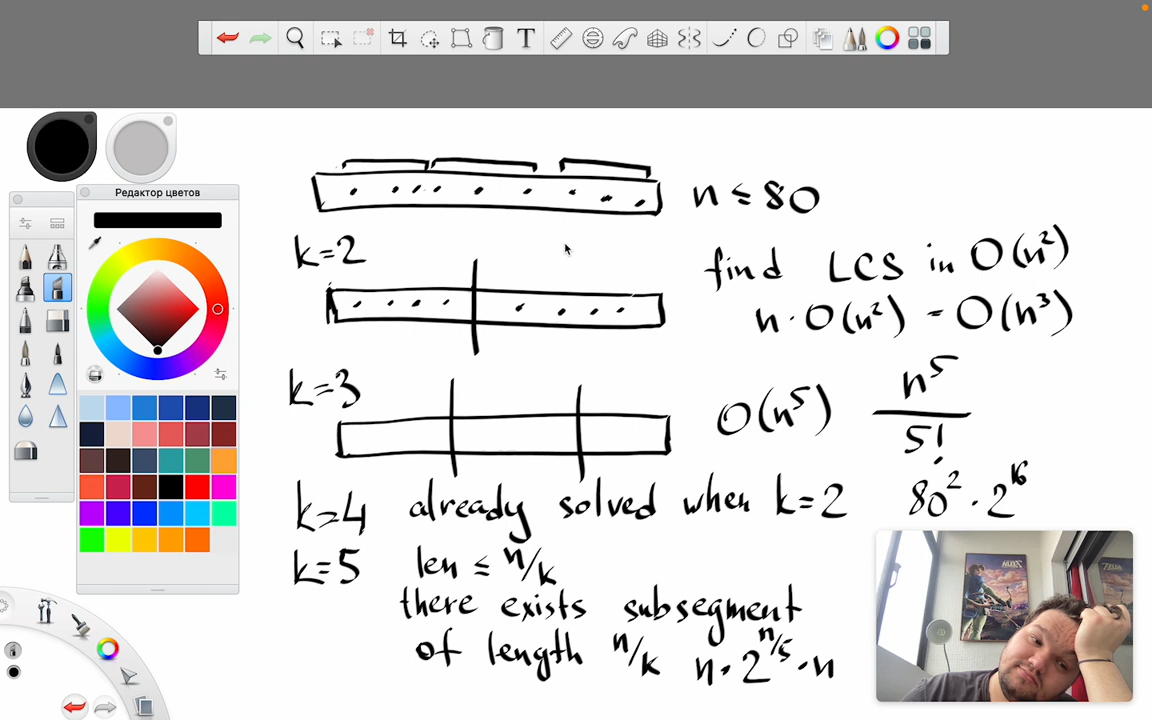 T
Редактор цветов
n ≤ 80
k=2
find LCS in O(n²)
n · O(n²) - O(n³)
k=3
O(n⁵) n⁵/5!
k=4 already solved when k=2 80² · 2¹⁶
k=5 len ≤ n/k
there exists subsegment
of length n/k n · 2^(n/5) · n
ZELDA